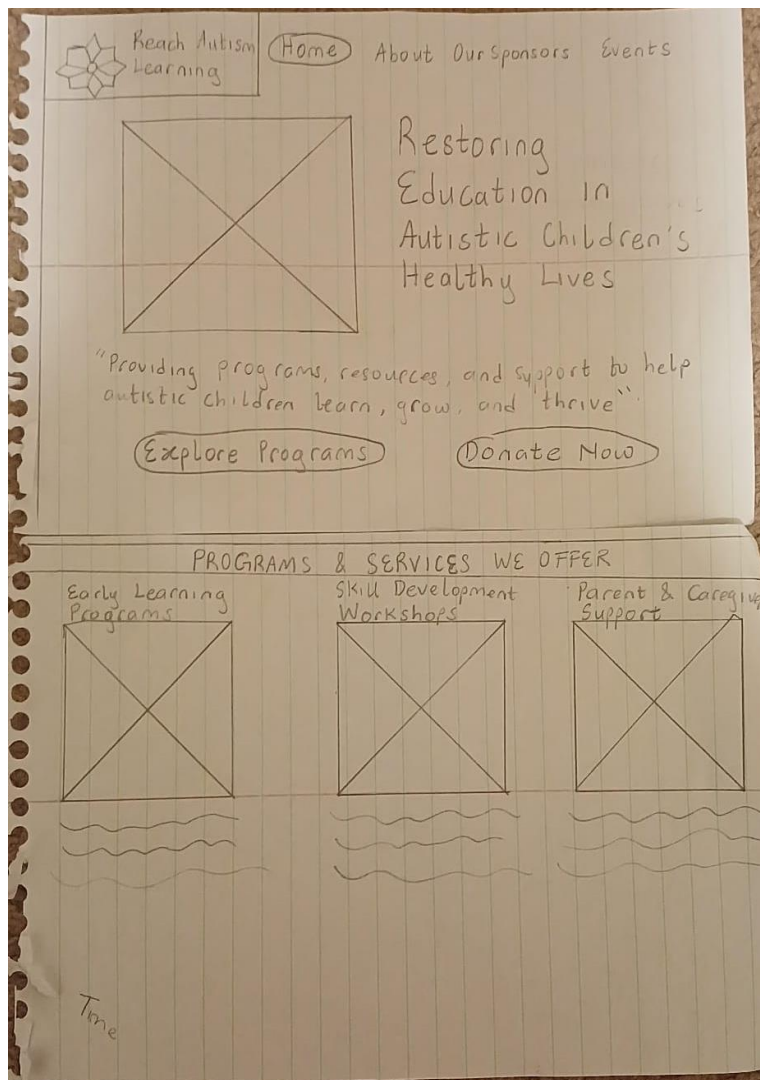 Reach Autism
Learning
Home About Our Sponsors Events
Restoring
Education In
Autistic Children's
Healthy Lives
"Providing programs, resources, and support to help
autistic children learn, grow, and thrive"
Explore Programs Donate Now
PROGRAMS & SERVICES WE OFFER
Early Learning
Programs
Skill Development
Workshops
Parent & Caregive
Support
Time